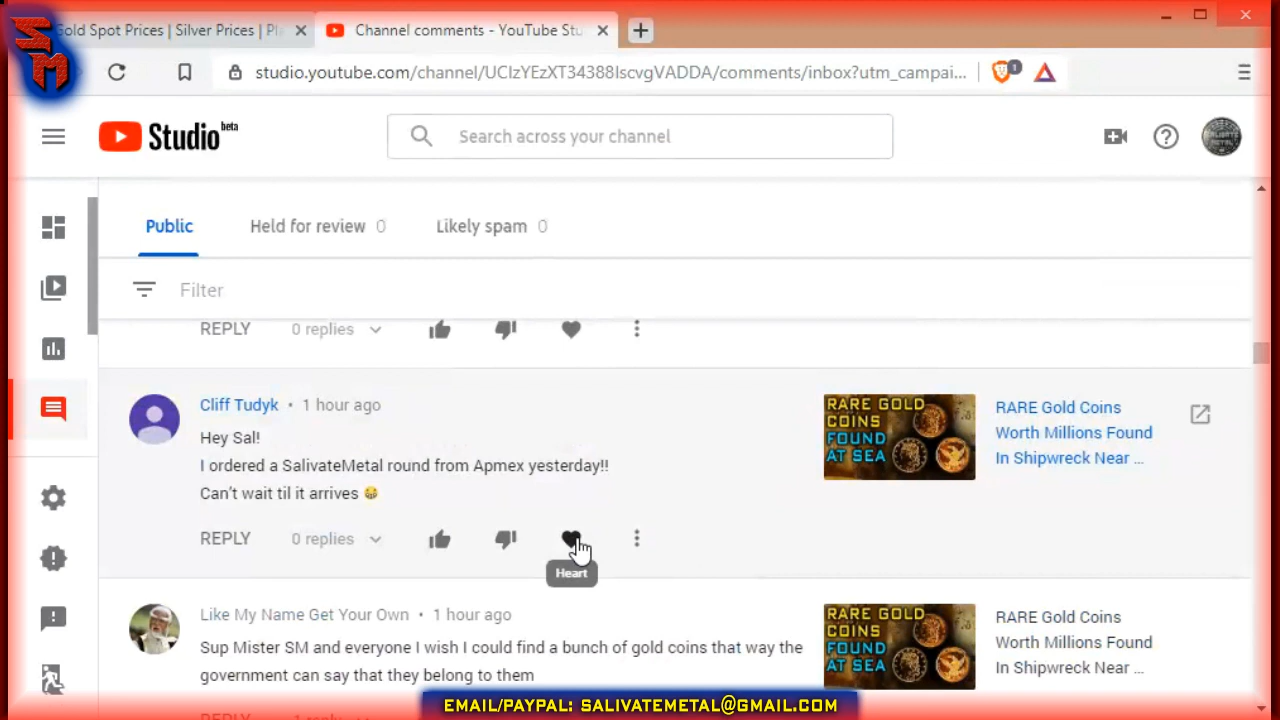 SM
Gold Spot Prices | Silver Prices | Pl
Channel comments - YouTube Stu
studio.youtube.com/channel/UCIzYEzXT34388IscvgVADDA/comments/inbox?utm_campai...
1
Studio beta
Search across your channel
Public
Held for review 0
Likely spam 0
Filter
REPLY 0 replies
Cliff Tudyk • 1 hour ago
Hey Sal!
I ordered a SalivateMetal round from Apmex yesterday!!
Can't wait til it arrives 😂
REPLY 0 replies
Heart
RARE GOLD
COINS
FOUND
AT SEA
RARE Gold Coins
Worth Millions Found
In Shipwreck Near ...
Like My Name Get Your Own • 1 hour ago
Sup Mister SM and everyone I wish I could find a bunch of gold coins that way the
government can say that they belong to them
RARE GOLD
COINS
FOUND
AT SEA
RARE Gold Coins
Worth Millions Found
In Shipwreck Near ...
EMAIL/PAYPAL: SALIVATEMETAL@GMAIL.COM